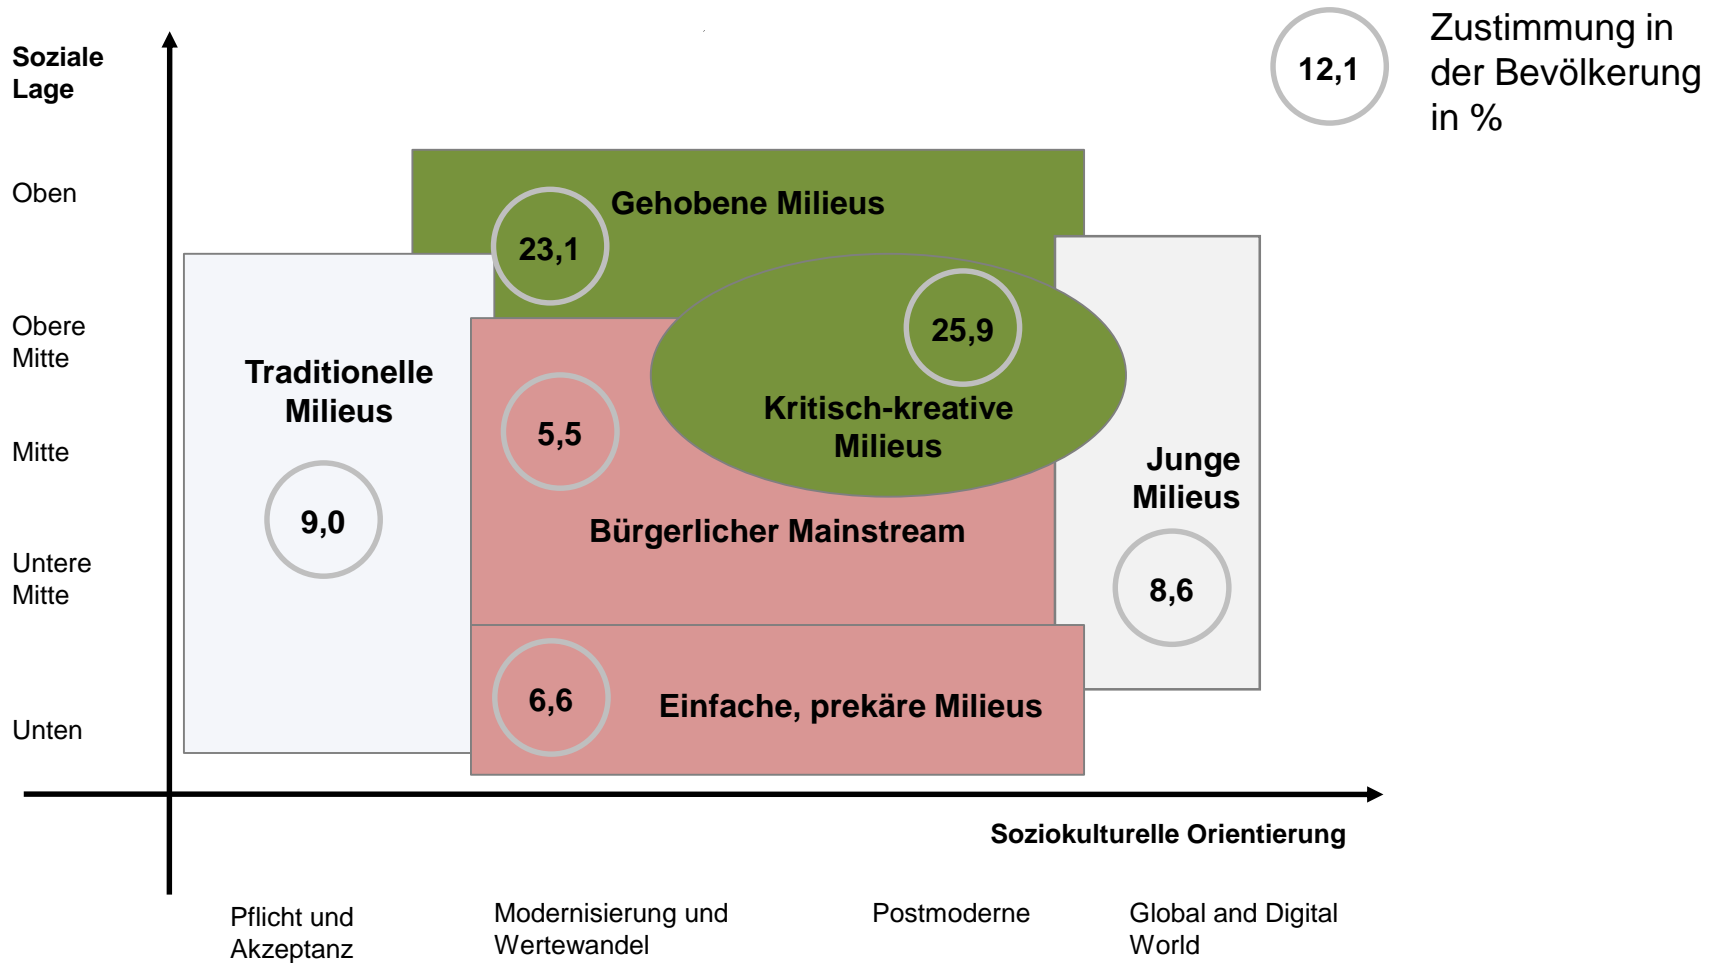 Soziale
Lage
12,1
Zustimmung in
der Bevölkerung
in %
Oben
Gehobene Milieus
23,1
Obere
Mitte
25,9
Traditionelle
Milieus
Kritisch-kreative
Milieus
5,5
Mitte
Junge
Milieus
9,0
Bürgerlicher Mainstream
Untere
Mitte
8,6
6,6
Einfache, prekäre Milieus
Unten
Soziokulturelle Orientierung
Pflicht und
Akzeptanz
Modernisierung und
Wertewandel
Postmoderne
Global and Digital
World